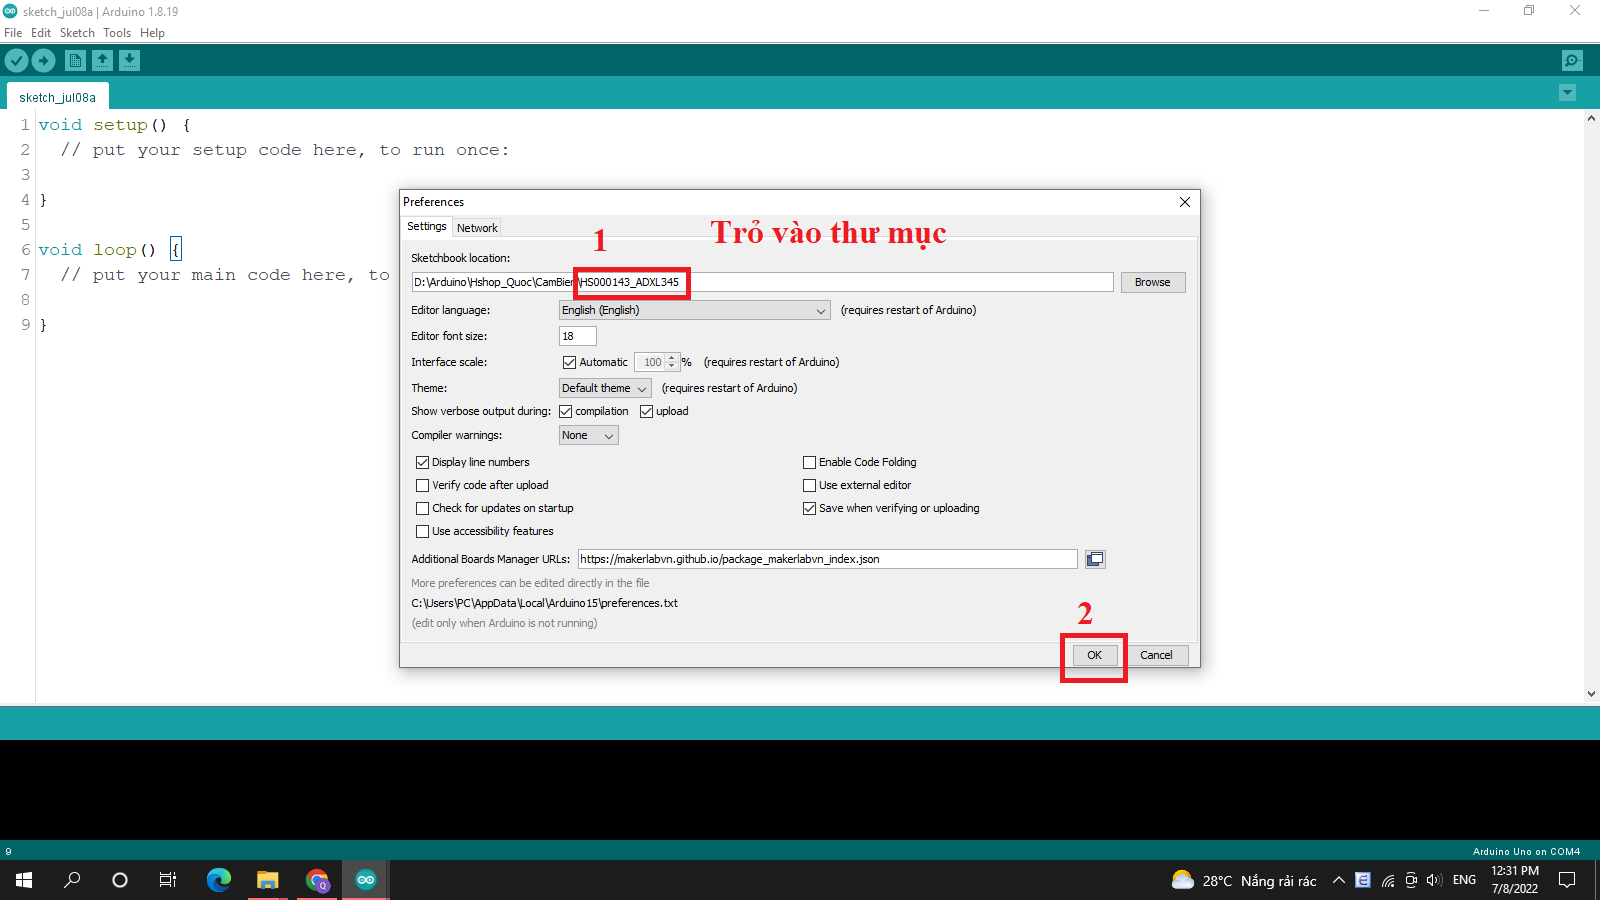 sketch_jul08a | Arduino 1.8.19
File Edit Sketch Tools Help
sketch_jul08a
1 void setup() {
2 // put your setup code here, to run once:
3
4 }
5
6 void loop() {
7 // put your main code here, to
8
9 }
Preferences
Settings Network
1 Trỏ vào thư mục
Sketchbook location:
D:\Arduino\Hshop_Quoc\CamBien\HS000143_ADXL345 Browse
Editor language: English (English) (requires restart of Arduino)
Editor font size: 18
Interface scale: Automatic 100 % (requires restart of Arduino)
Theme: Default theme (requires restart of Arduino)
Show verbose output during: compilation upload
Compiler warnings: None
Display line numbers Enable Code Folding
Verify code after upload Use external editor
Check for updates on startup Save when verifying or uploading
Use accessibility features
Additional Boards Manager URLs: https://makerlabvn.github.io/package_makerlabvn_index.json
More preferences can be edited directly in the file
C:\Users\PC\AppData\Local\Arduino15\preferences.txt
(edit only when Arduino is not running)
2
OK Cancel
9 Arduino Uno on COM4
28°C Nắng rải rác ENG 12:31 PM
7/8/2022